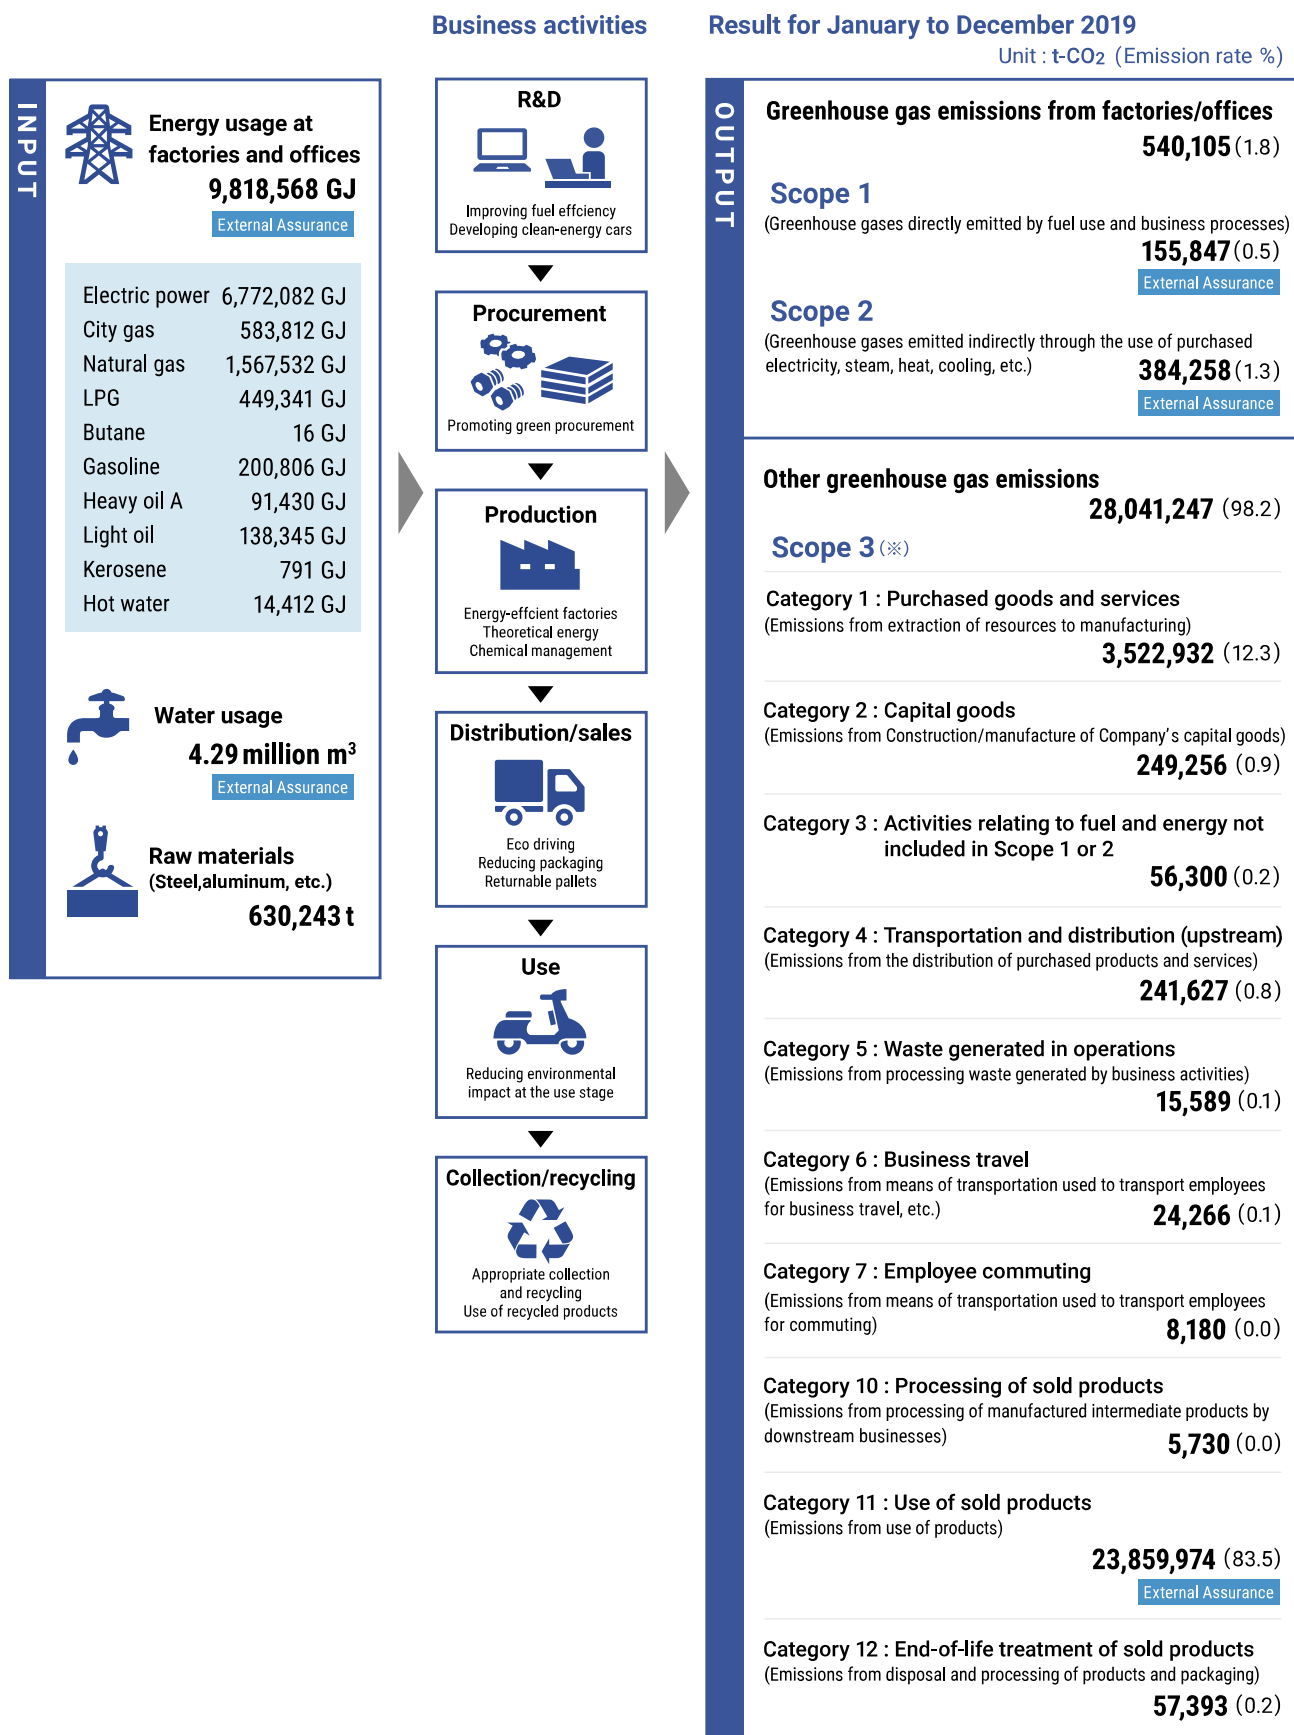 Business activities
Result for January to December 2019
Unit : t-CO2 (Emission rate %)
INPUT
Energy usage at
factories and offices
9,818,568 GJ
External Assurance
Electric power 6,772,082 GJ
City gas 583,812 GJ
Natural gas 1,567,532 GJ
LPG 449,341 GJ
Butane 16 GJ
Gasoline 200,806 GJ
Heavy oil A 91,430 GJ
Light oil 138,345 GJ
Kerosene 791 GJ
Hot water 14,412 GJ
Water usage
4.29 million m³
External Assurance
Raw materials
(Steel,aluminum, etc.)
630,243 t
R&D
Improving fuel effciency
Developing clean-energy cars
Procurement
Promoting green procurement
Production
Energy-effcient factories
Theoretical energy
Chemical management
Distribution/sales
Eco driving
Reducing packaging
Returnable pallets
Use
Reducing environmental
impact at the use stage
Collection/recycling
Appropriate collection
and recycling
Use of recycled products
OUTPUT
Greenhouse gas emissions from factories/offices
540,105 (1.8)
Scope 1
(Greenhouse gases directly emitted by fuel use and business processes)
155,847 (0.5)
External Assurance
Scope 2
(Greenhouse gases emitted indirectly through the use of purchased
electricity, steam, heat, cooling, etc.) 384,258 (1.3)
External Assurance
Other greenhouse gas emissions
28,041,247 (98.2)
Scope 3 (※)
Category 1 : Purchased goods and services
(Emissions from extraction of resources to manufacturing)
3,522,932 (12.3)
Category 2 : Capital goods
(Emissions from Construction/manufacture of Company's capital goods)
249,256 (0.9)
Category 3 : Activities relating to fuel and energy not
included in Scope 1 or 2
56,300 (0.2)
Category 4 : Transportation and distribution (upstream)
(Emissions from the distribution of purchased products and services)
241,627 (0.8)
Category 5 : Waste generated in operations
(Emissions from processing waste generated by business activities)
15,589 (0.1)
Category 6 : Business travel
(Emissions from means of transportation used to transport employees
for business travel, etc.) 24,266 (0.1)
Category 7 : Employee commuting
(Emissions from means of transportation used to transport employees
for commuting) 8,180 (0.0)
Category 10 : Processing of sold products
(Emissions from processing of manufactured intermediate products by
downstream businesses) 5,730 (0.0)
Category 11 : Use of sold products
(Emissions from use of products)
23,859,974 (83.5)
External Assurance
Category 12 : End-of-life treatment of sold products
(Emissions from disposal and processing of products and packaging)
57,393 (0.2)